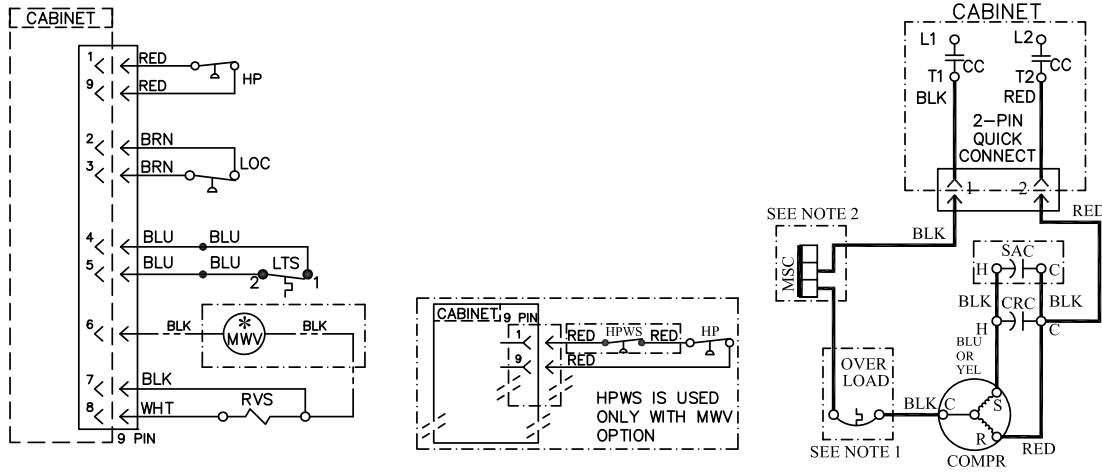 CABINET
1 RED
HP
9 RED
2 BRN
LOC
3 BRN
4 BLU BLU
LTS
5 BLU BLU 2 1
6 BLK * MWV BLK
7 BLK
RVS
8 WHT
9 PIN
CABINET 9 PIN
1 RED HPWS RED HP
9 RED
HPWS IS USED
ONLY WITH MWV
OPTION
CABINET
L1 L2
CC CC
T1 T2
BLK RED
2-PIN
QUICK
CONNECT
1 2
RED
SEE NOTE 2
BLK
MSC
SAC
H C
BLK CRC BLK
H C
BLU
OR
YEL
OVER
LOAD
BLK C S
R RED
SEE NOTE 1
COMPR